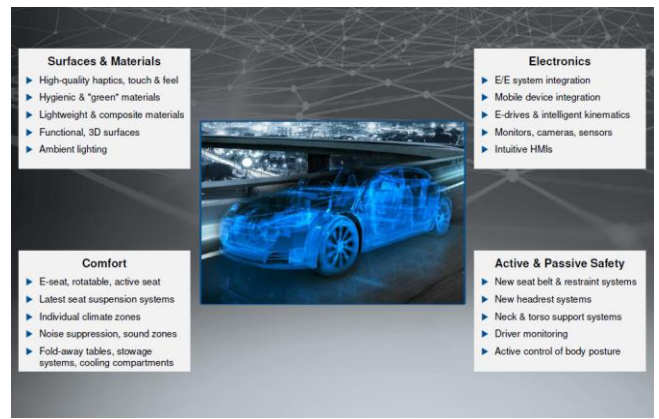 Surfaces & Materials
High-quality haptics, touch & feel
Hygienic & "green" materials
Lightweight & composite materials
Functional, 3D surfaces
Ambient lighting
Electronics
E/E system integration
Mobile device integration
E-drives & intelligent kinematics
Monitors, cameras, sensors
Intuitive HMIs
Comfort
E-seat, rotatable, active seat
Latest seat suspension systems
Individual climate zones
Noise suppression, sound zones
Fold-away tables, stowage
systems, cooling compartments
Active & Passive Safety
New seat belt & restraint systems
New headrest systems
Neck & torso support systems
Driver monitoring
Active control of body posture